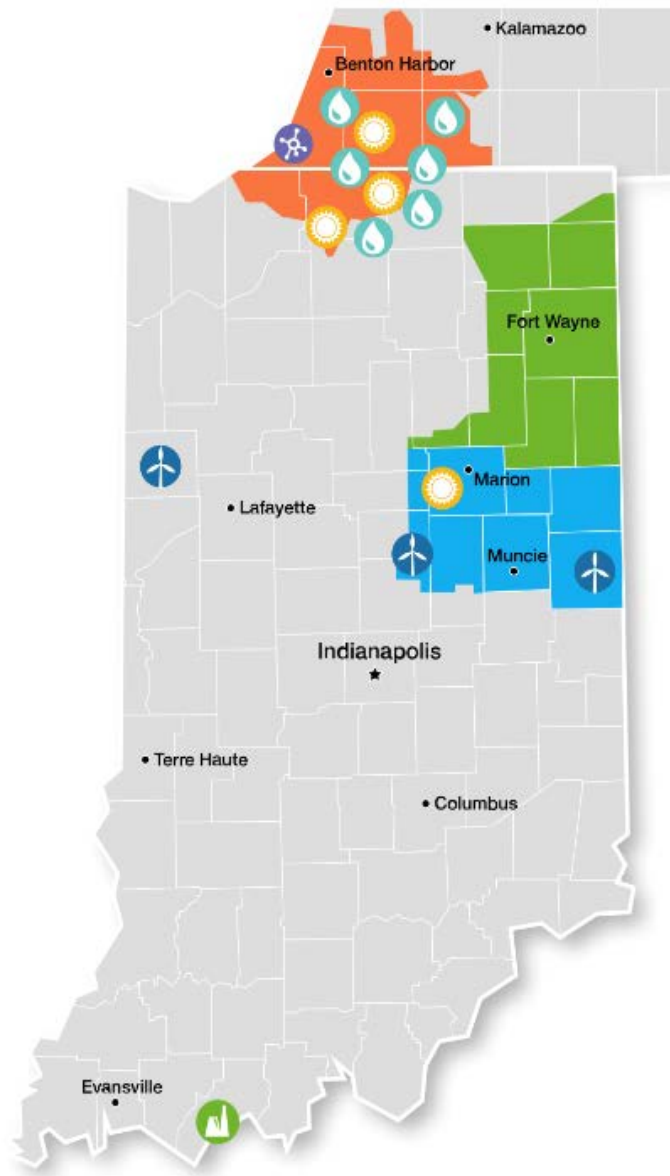 Kalamazoo
Benton Harbor
Fort Wayne
Marion
Lafayette
Muncie
Indianapolis
Terre Haute
Columbus
Evansville